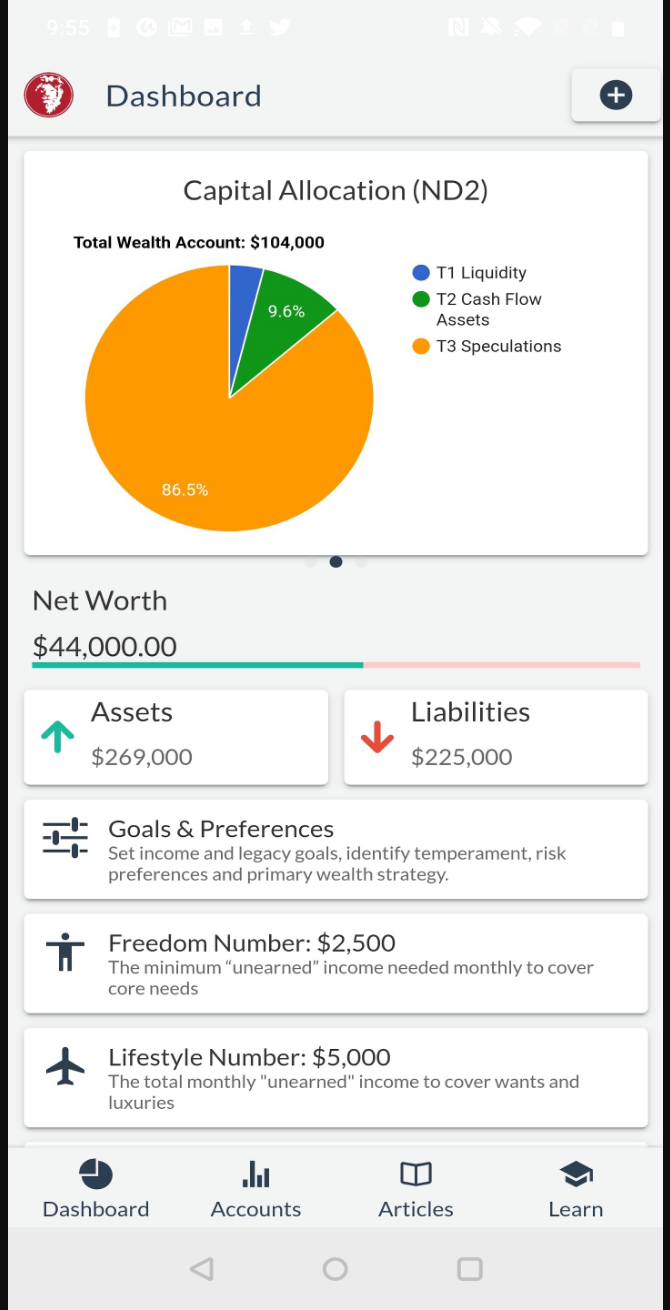 9:55
Dashboard
Capital Allocation (ND2)
Total Wealth Account: $104,000
T1 Liquidity
T2 Cash Flow
Assets
T3 Speculations
9.6%
86.5%
Net Worth
$44,000.00
Assets
$269,000
Liabilities
$225,000
Goals & Preferences
Set income and legacy goals, identify temperament, risk
preferences and primary wealth strategy.
Freedom Number: $2,500
The minimum “unearned” income needed monthly to cover
core needs
Lifestyle Number: $5,000
The total monthly "unearned" income to cover wants and
luxuries
Dashboard
Accounts
Articles
Learn